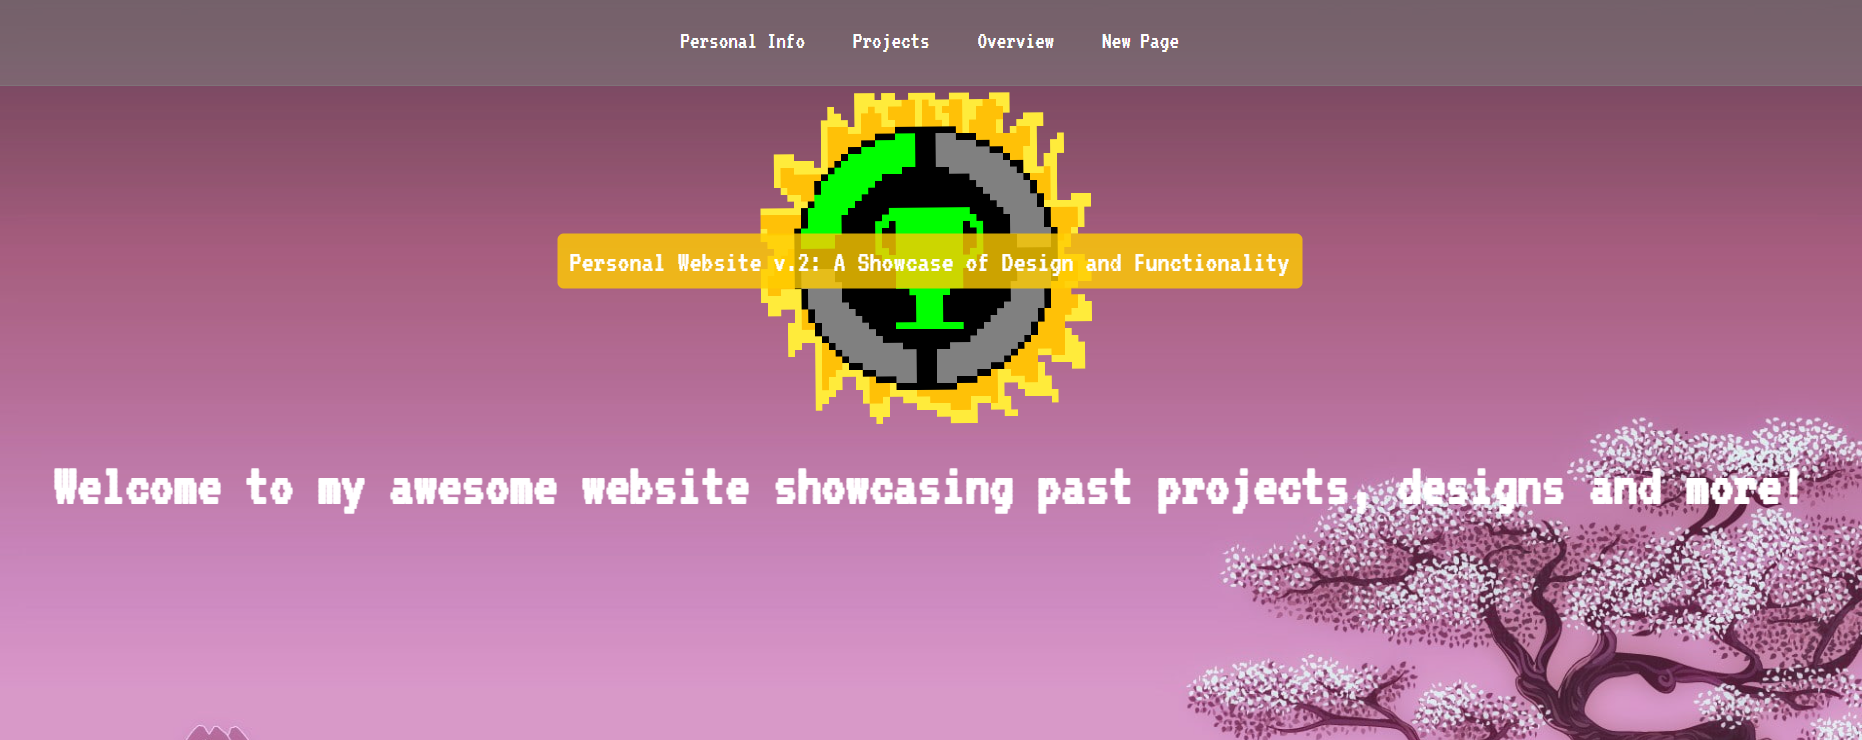 Personal Info Projects Overview New Page
Personal Website v.2: A Showcase of Design and Functionality
Welcome to my awesome website showcasing past projects, designs and more!